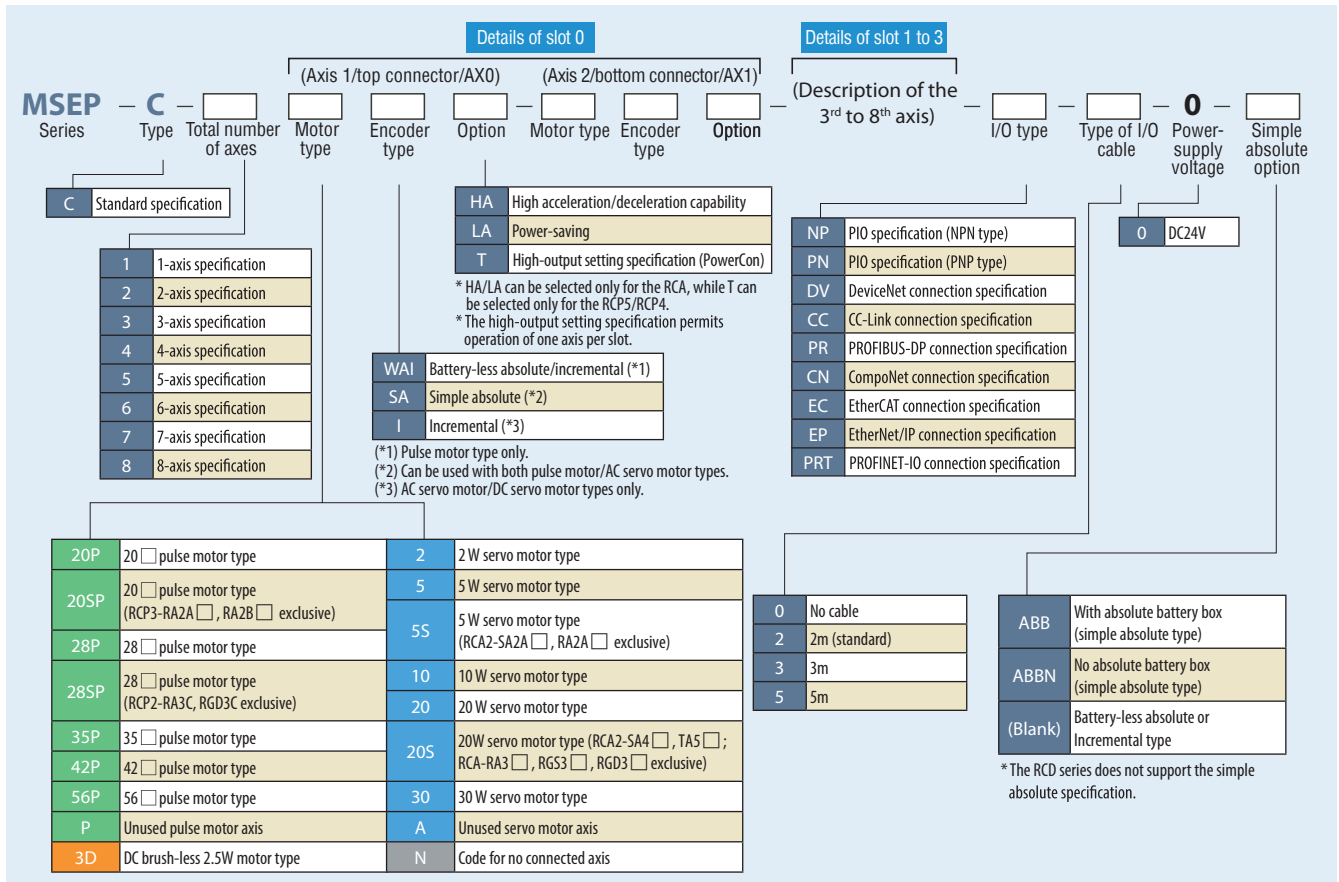 Details of slot 0
Details of slot 1 to 3
(Axis 1/top connector/AX0)
(Axis 2/bottom connector/AX1)
(Description of the
3rd to 8th axis)
MSEP – C – – – – – 0 –
Series
Type
Total number
of axes
Motor
type
Encoder
type
Option
Motor type
Encoder
type
Option
I/O type
Type of I/O
cable
Power-
supply
voltage
Simple
absolute
option
C Standard specification
1 1-axis specification
2 2-axis specification
3 3-axis specification
4 4-axis specification
5 5-axis specification
6 6-axis specification
7 7-axis specification
8 8-axis specification
HA High acceleration/deceleration capability
LA Power-saving
T High-output setting specification (PowerCon)
* HA/LA can be selected only for the RCA, while T can
be selected only for the RCP5/RCP4.
* The high-output setting specification permits
operation of one axis per slot.
WAI Battery-less absolute/incremental (*1)
SA Simple absolute (*2)
I Incremental (*3)
(*1) Pulse motor type only.
(*2) Can be used with both pulse motor/AC servo motor types.
(*3) AC servo motor/DC servo motor types only.
NP PIO specification (NPN type)
PN PIO specification (PNP type)
DV DeviceNet connection specification
CC CC-Link connection specification
PR PROFIBUS-DP connection specification
CN CompoNet connection specification
EC EtherCAT connection specification
EP EtherNet/IP connection specification
PRT PROFINET-IO connection specification
0 DC24V
20P 20 □ pulse motor type
20SP 20 □ pulse motor type
(RCP3-RA2A □ , RA2B □ exclusive)
28P 28 □ pulse motor type
28SP 28 □ pulse motor type
(RCP2-RA3C, RGD3C exclusive)
35P 35 □ pulse motor type
42P 42 □ pulse motor type
56P 56 □ pulse motor type
P Unused pulse motor axis
3D DC brush-less 2.5W motor type
2 2 W servo motor type
5 5 W servo motor type
5S 5 W servo motor type
(RCA2-SA2A □ , RA2A □ exclusive)
10 10 W servo motor type
20 20 W servo motor type
20S 20W servo motor type (RCA2-SA4 □ , TA5 □ ;
RCA-RA3 □ , RGS3 □ , RGD3 □ exclusive)
30 30 W servo motor type
A Unused servo motor axis
N Code for no connected axis
0 No cable
2 2m (standard)
3 3m
5 5m
ABB With absolute battery box
(simple absolute type)
ABBN No absolute battery box
(simple absolute type)
(Blank) Battery-less absolute or
Incremental type
* The RCD series does not support the simple
absolute specification.